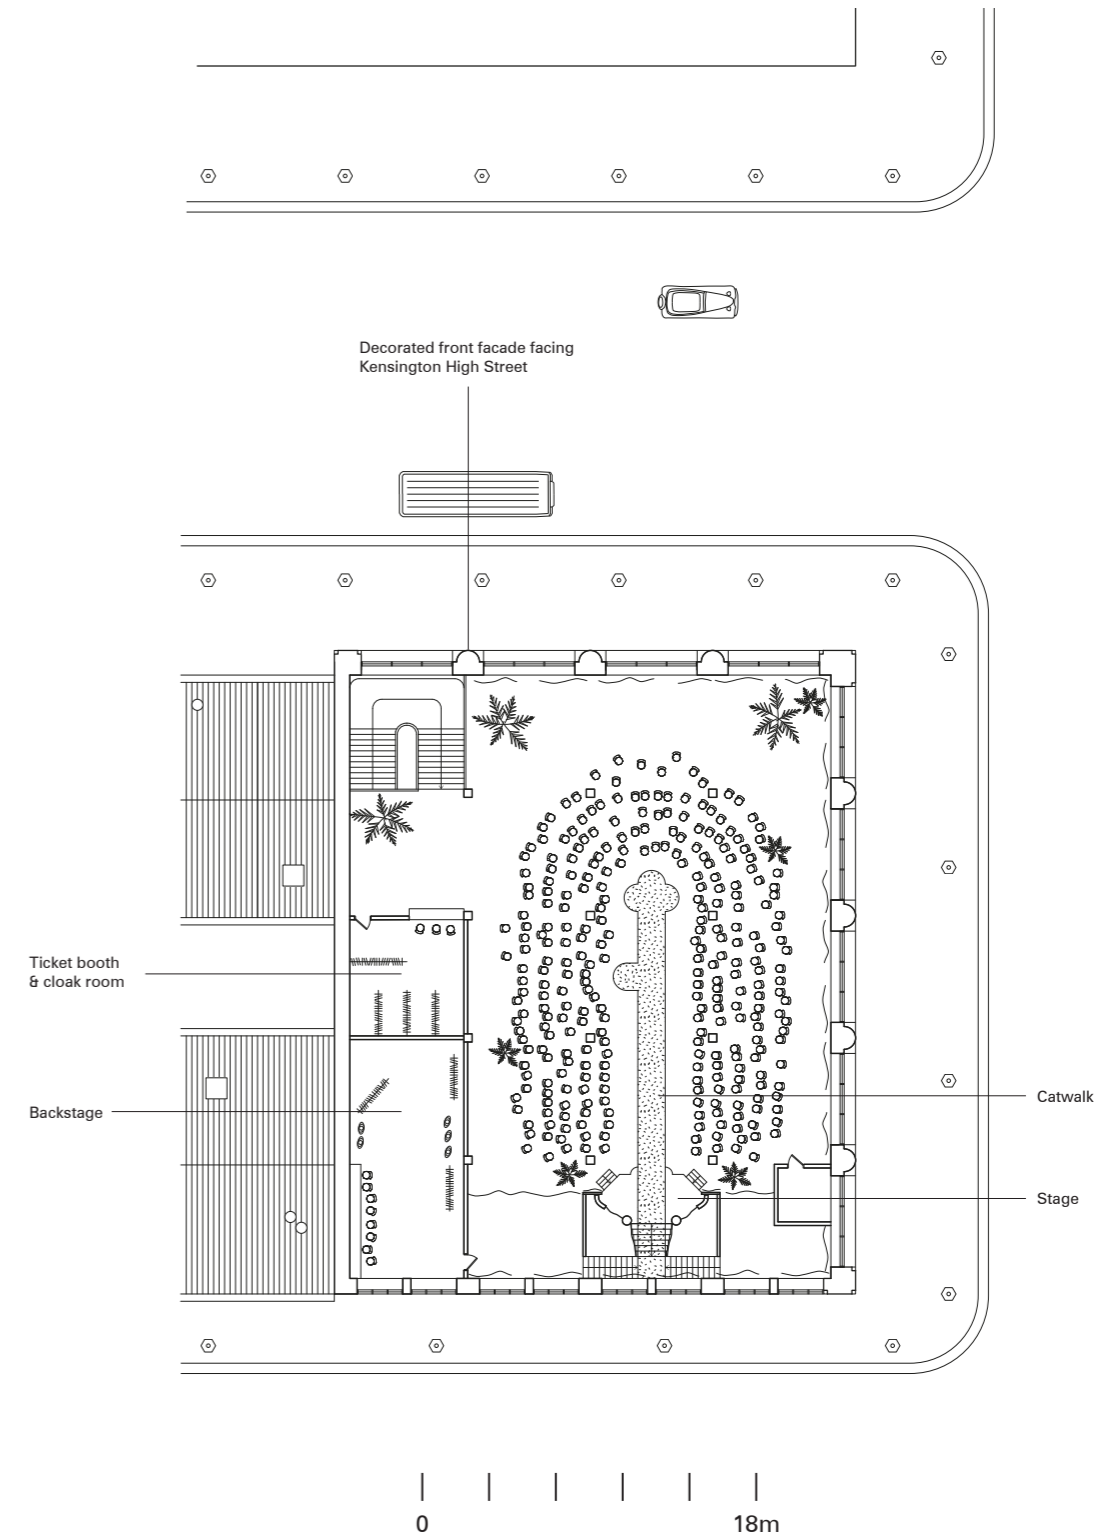 Decorated front facade facing
Kensington High Street
Ticket booth
& cloak room
Backstage
Catwalk
Stage
0
18m